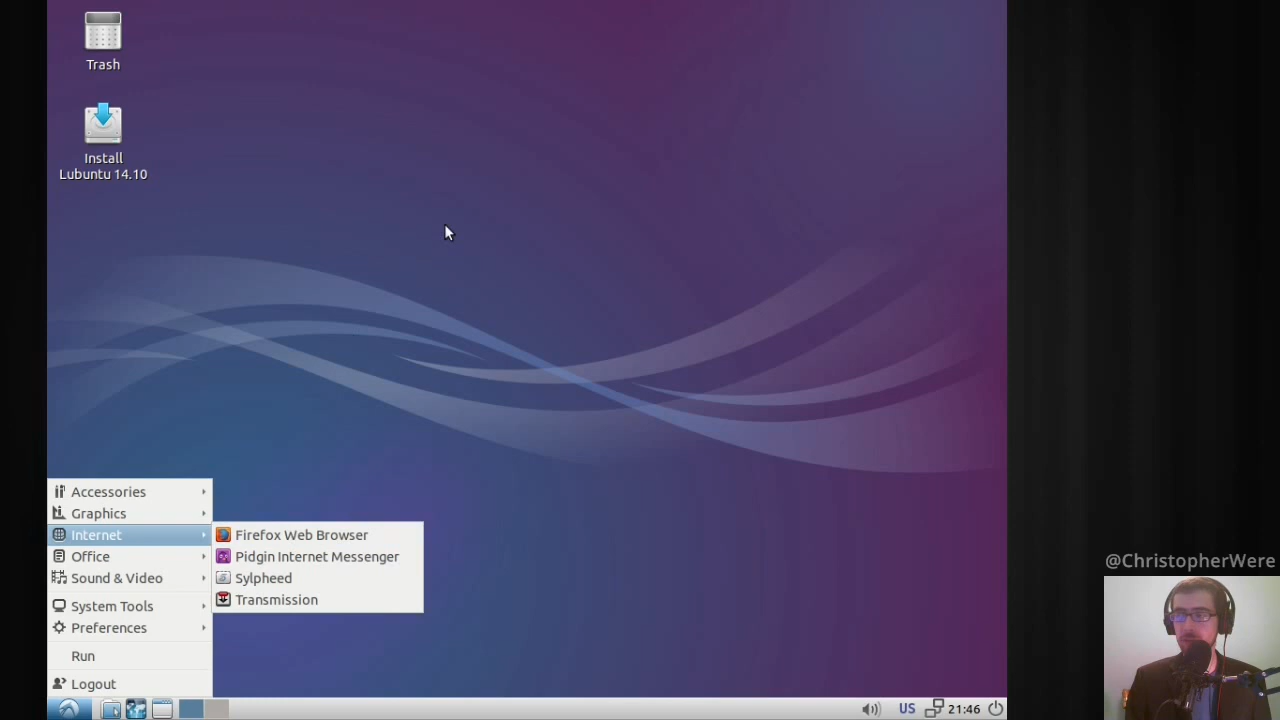 Trash
Install
Lubuntu 14.10
Accessories
Graphics
Internet
Office
Sound & Video
System Tools
Preferences
Run
Logout
Firefox Web Browser
Pidgin Internet Messenger
Sylpheed
Transmission
@ChristopherWere
US
21:46